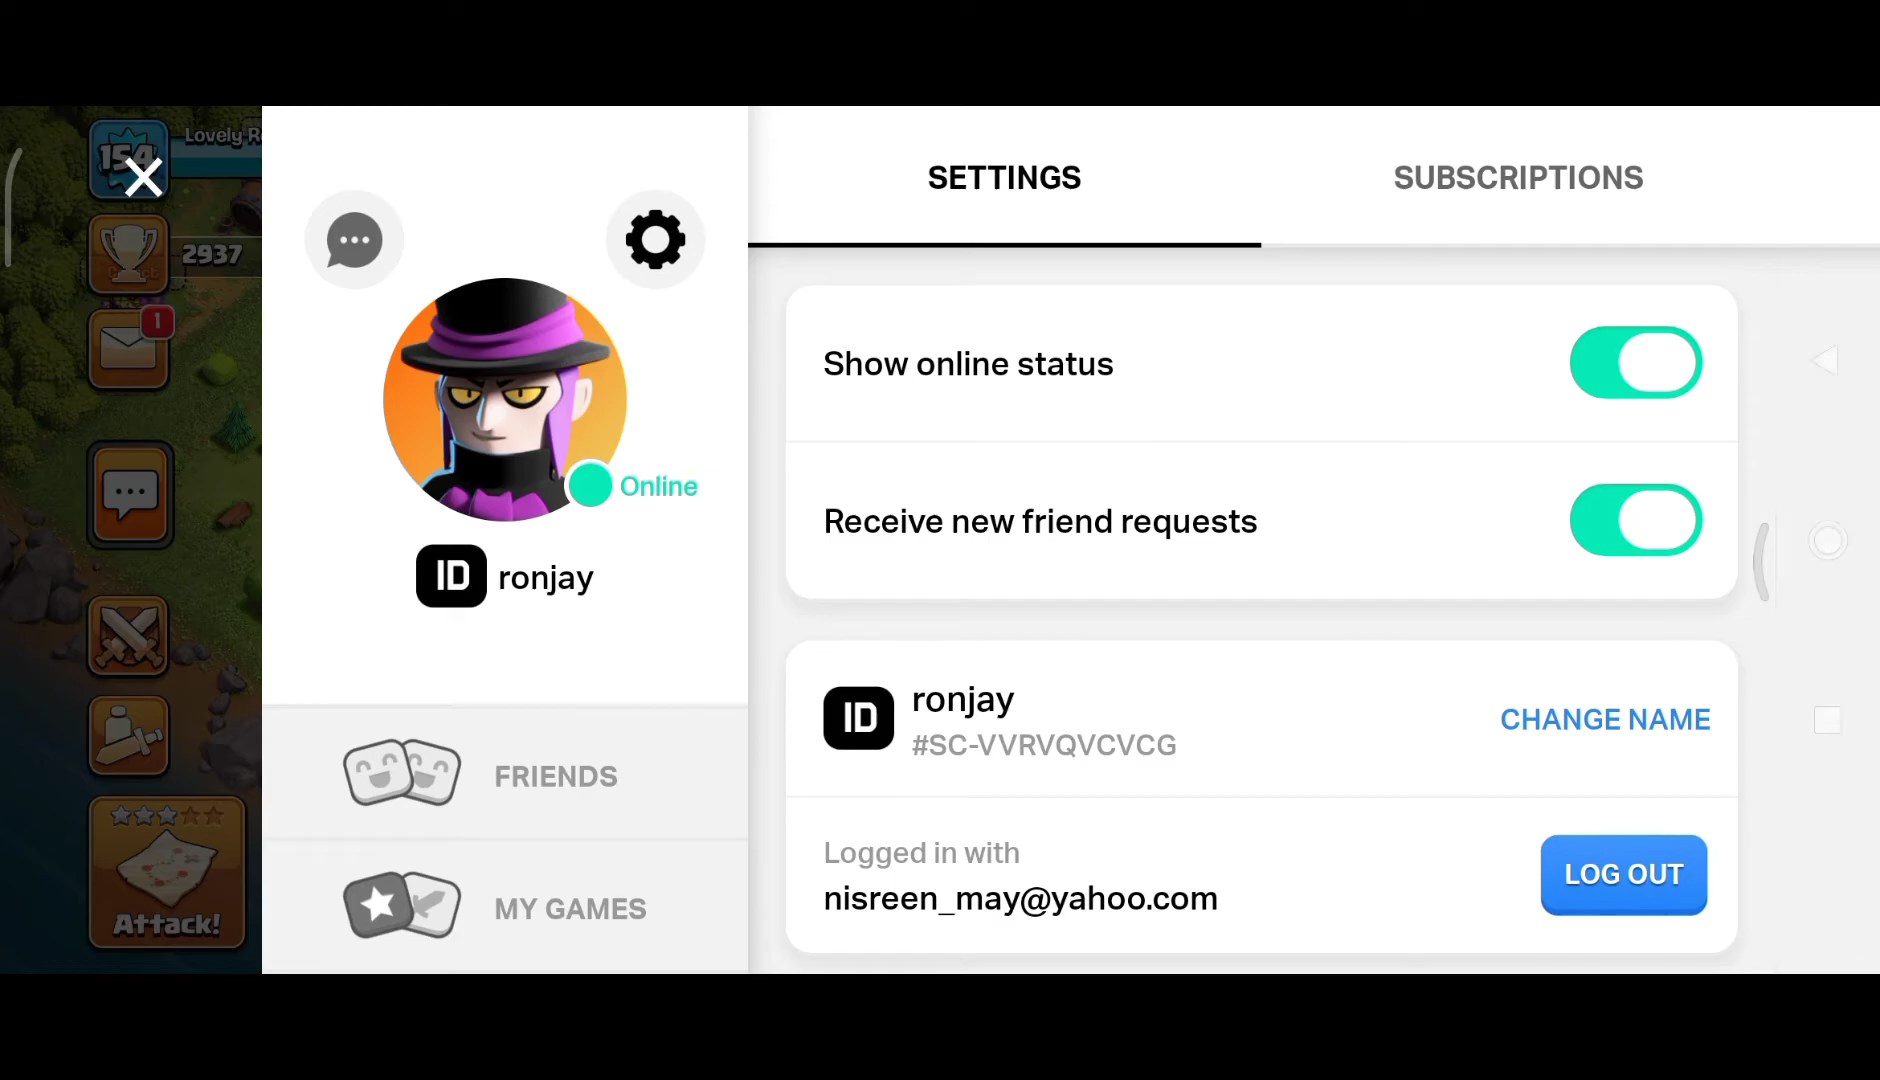 154
Lovely R
2937
1
Attack!
Online
ID ronjay
FRIENDS
MY GAMES
SETTINGS
SUBSCRIPTIONS
Show online status
Receive new friend requests
ID ronjay
#SC-VVRVQVCVCG
CHANGE NAME
Logged in with
nisreen_may@yahoo.com
LOG OUT